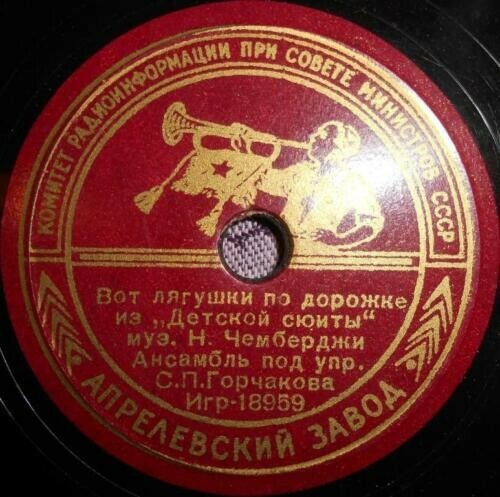 КОМИТЕТ РАДИОИНФОРМАЦИИ ПРИ СОВЕТЕ МИНИСТРОВ СССР
Вот лягушки по дорожке
из „Детской сюиты"
муз. Н. Чемберджи
Ансамбль под упр.
С.П.Горчакова
Игр-18959
АПРЕЛЕВСКИЙ ЗАВОД